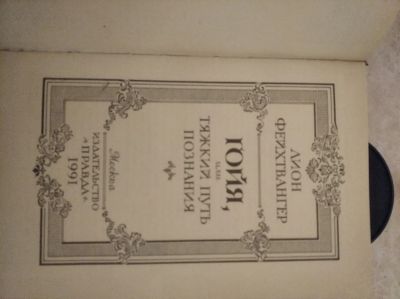 ЛИОН
ФЕЙХТВАНГЕР
ГОЙЯ,
ИЛИ
ТЯЖКИЙ ПУТЬ
ПОЗНАНИЯ
Москва
ИЗДАТЕЛЬСТВО
«ПРАВДА»
1991